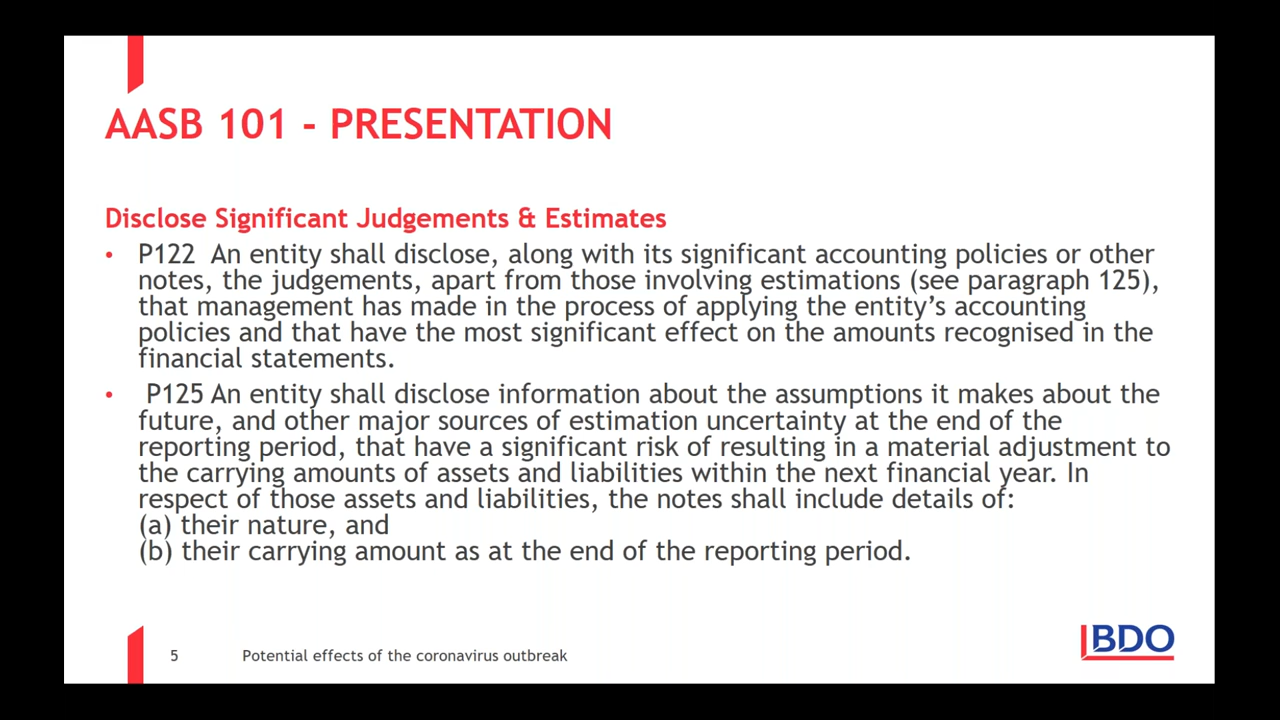 AASB 101 - PRESENTATION
Disclose Significant Judgements & Estimates
• P122 An entity shall disclose, along with its significant accounting policies or other
notes, the judgements, apart from those involving estimations (see paragraph 125),
that management has made in the process of applying the entity’s accounting
policies and that have the most significant effect on the amounts recognised in the
financial statements.
• P125 An entity shall disclose information about the assumptions it makes about the
future, and other major sources of estimation uncertainty at the end of the
reporting period, that have a significant risk of resulting in a material adjustment to
the carrying amounts of assets and liabilities within the next financial year. In
respect of those assets and liabilities, the notes shall include details of:
(a) their nature, and
(b) their carrying amount as at the end of the reporting period.
5 Potential effects of the coronavirus outbreak
BDO